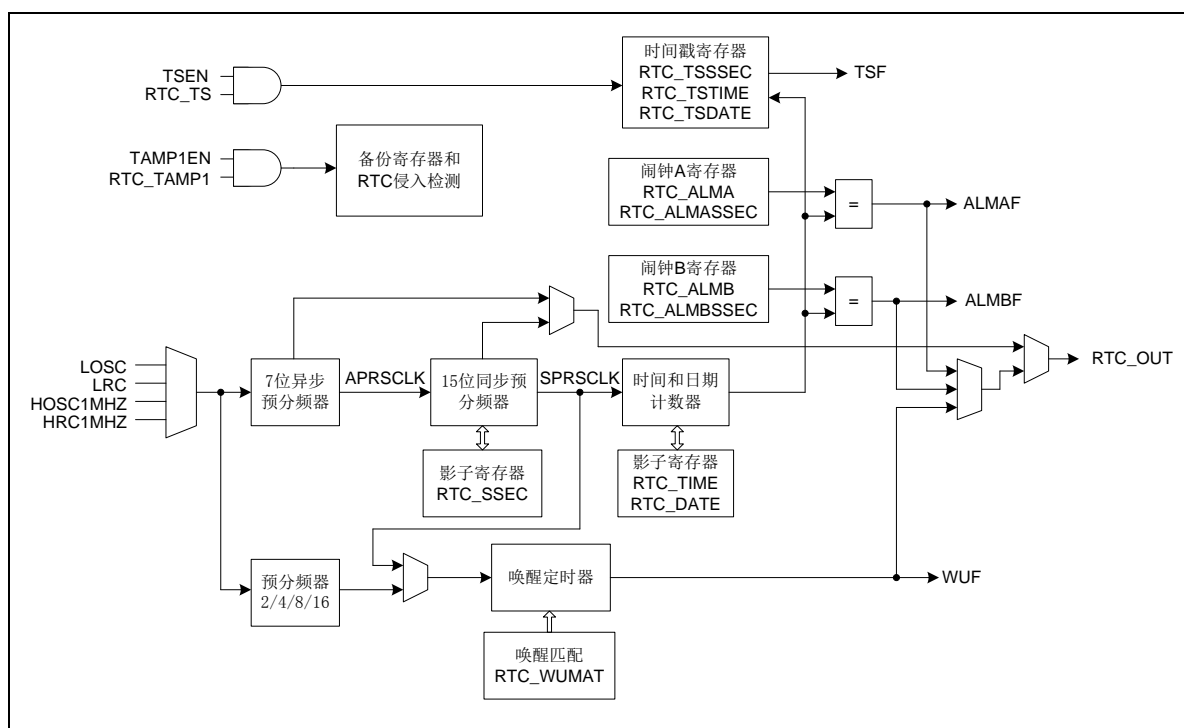 TSEN
RTC_TS
时间戳寄存器
RTC_TSSSEC
RTC_TSTIME
RTC_TSDATE
TSF
TAMP1EN
RTC_TAMP1
备份寄存器和
RTC侵入检测
闹钟A寄存器
RTC_ALMA
RTC_ALMASSEC
=
ALMAF
闹钟B寄存器
RTC_ALMB
RTC_ALMBSSEC
=
ALMBF
RTC_OUT
LOSC
LRC
HOSC1MHZ
HRC1MHZ
7位异步
预分频器
APRSCLK
15位同步预
分频器
SPRSCLK
时间和日期
计数器
影子寄存器
RTC_SSEC
影子寄存器
RTC_TIME
RTC_DATE
预分频器
2/4/8/16
唤醒定时器
WUF
唤醒匹配
RTC_WUMAT